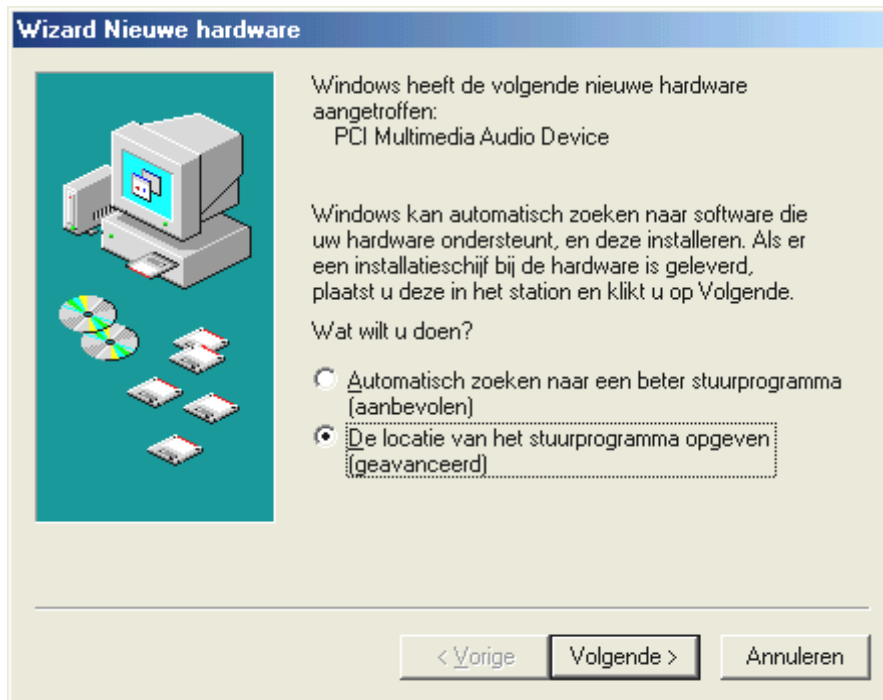 Wizard Nieuwe hardware
Windows heeft de volgende nieuwe hardware
aangetroffen:
PCI Multimedia Audio Device
Windows kan automatisch zoeken naar software die
uw hardware ondersteunt, en deze installeren. Als er
een installatieschijf bij de hardware is geleverd,
plaatst u deze in het station en klikt u op Volgende.
Wat wilt u doen?
Automatisch zoeken naar een beter stuurprogramma
(aanbevolen)
De locatie van het stuurprogramma opgeven
(geavanceerd)
< Vorige
Volgende >
Annuleren